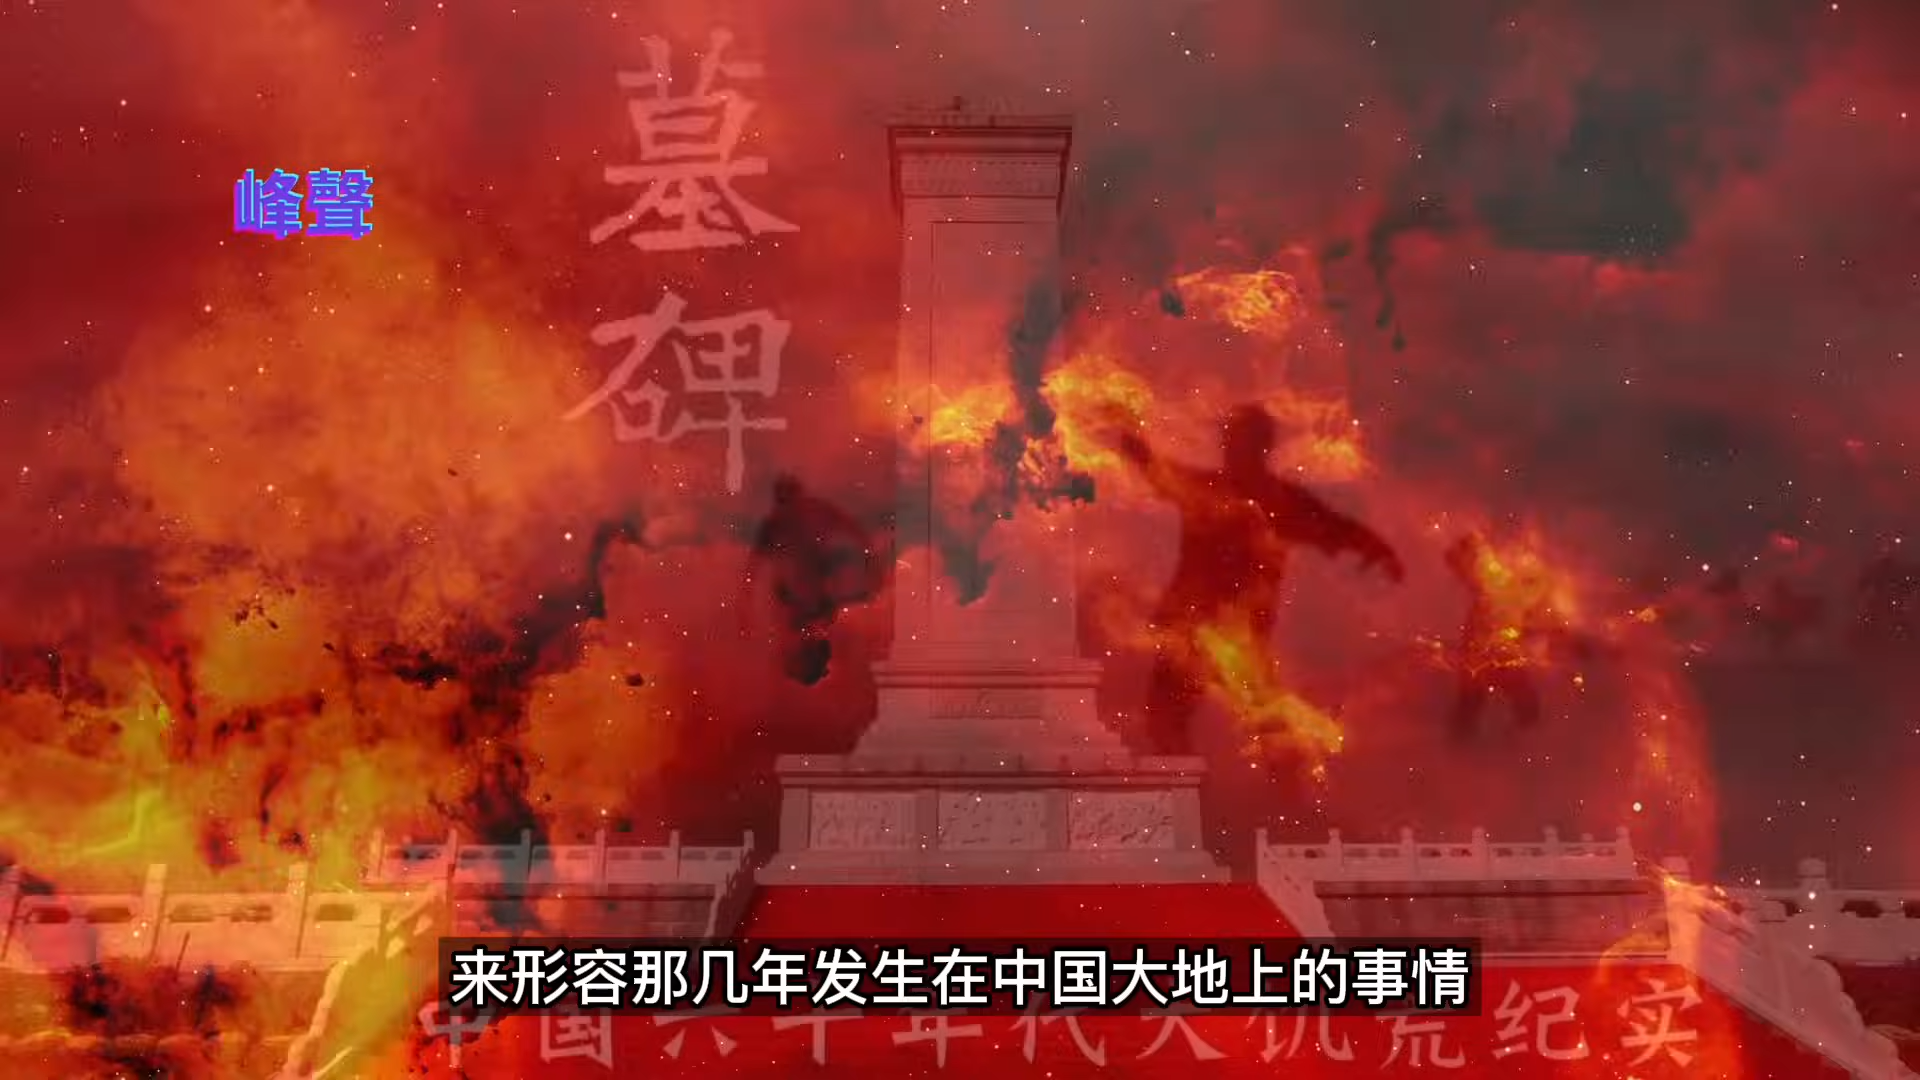 墓碑
峰聲
来形容那几年发生在中国大地上的事情
中国六十年代大饥荒纪实